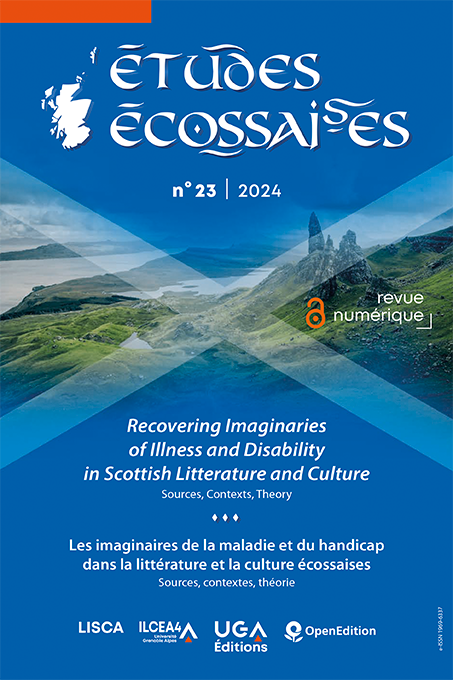 ÉTUDES
ÉCOSSAISES
n° 23 | 2024
revue
numérique
Recovering Imaginaries
of Illness and Disability
in Scottish Litterature and Culture
Sources, Contexts, Theory
Les imaginaires de la maladie et du handicap
dans la littérature et la culture écossaises
Sources, contextes, théorie
LISCA
ILCEA4
Université
Grenoble Alpes
UGA
Éditions
OpenEdition
e-ISSN 1969-6337